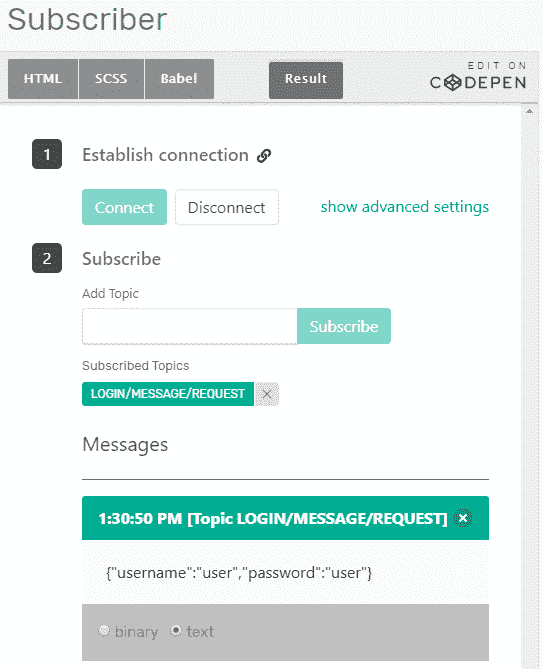 Subscriber
HTML SCSS Babel Result EDIT ON
CODEPEN
1 Establish connection
Connect Disconnect show advanced settings
2 Subscribe
Add Topic
Subscribe
Subscribed Topics
LOGIN/MESSAGE/REQUEST ×
Messages
1:30:50 PM [Topic LOGIN/MESSAGE/REQUEST]
{"username":"user","password":"user"}
binary text